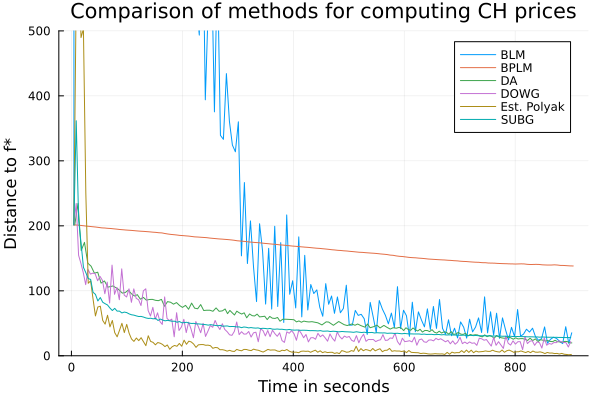 Comparison of methods for computing CH prices
500
400
300
200
100
0
Distance to f*
BLM
BPLM
DA
DOWG
Est. Polyak
SUBG
0 200 400 600 800
Time in seconds